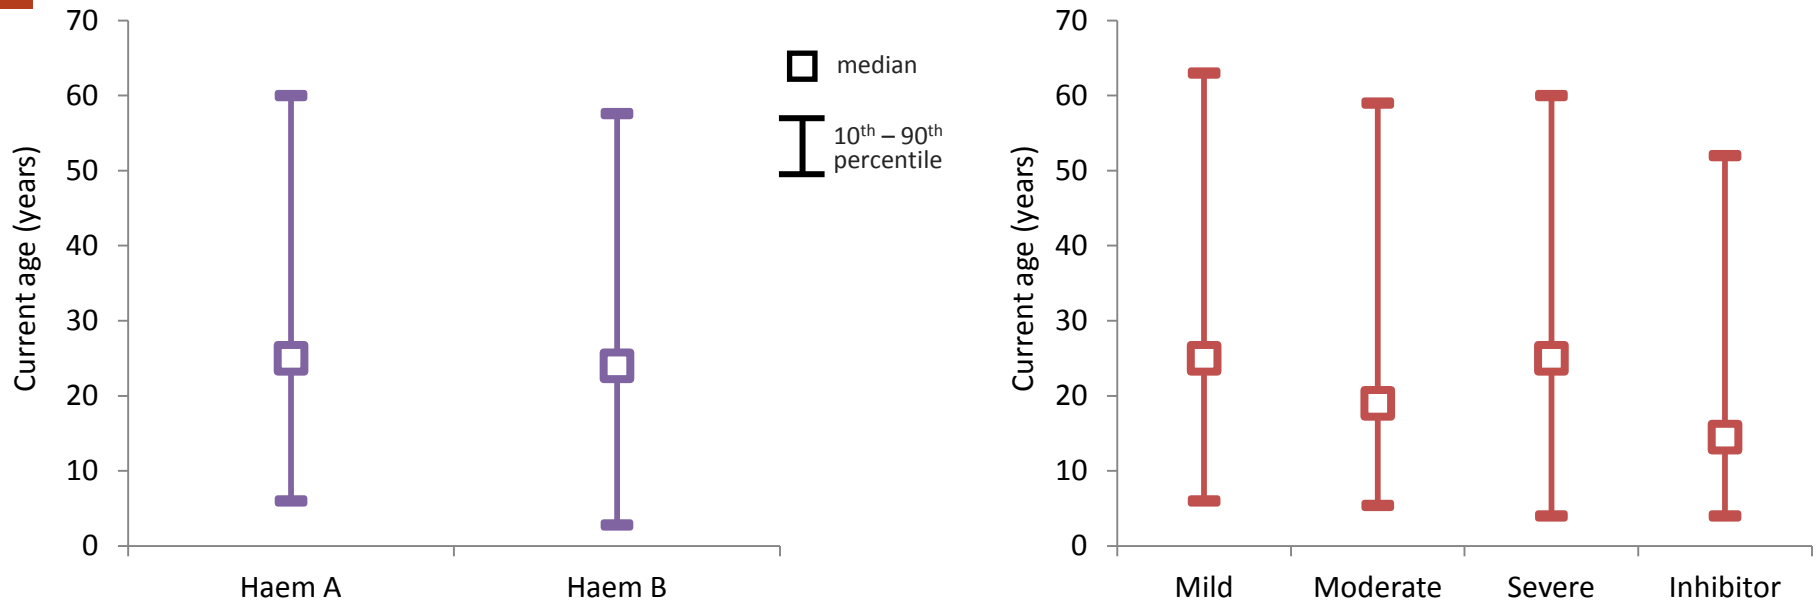 70
60
50
40
30
20
10
0
Current age (years)
Haem A
Haem B
median
10th – 90th
percentile
70
60
50
40
30
20
10
0
Current age (years)
Mild
Moderate
Severe
Inhibitor